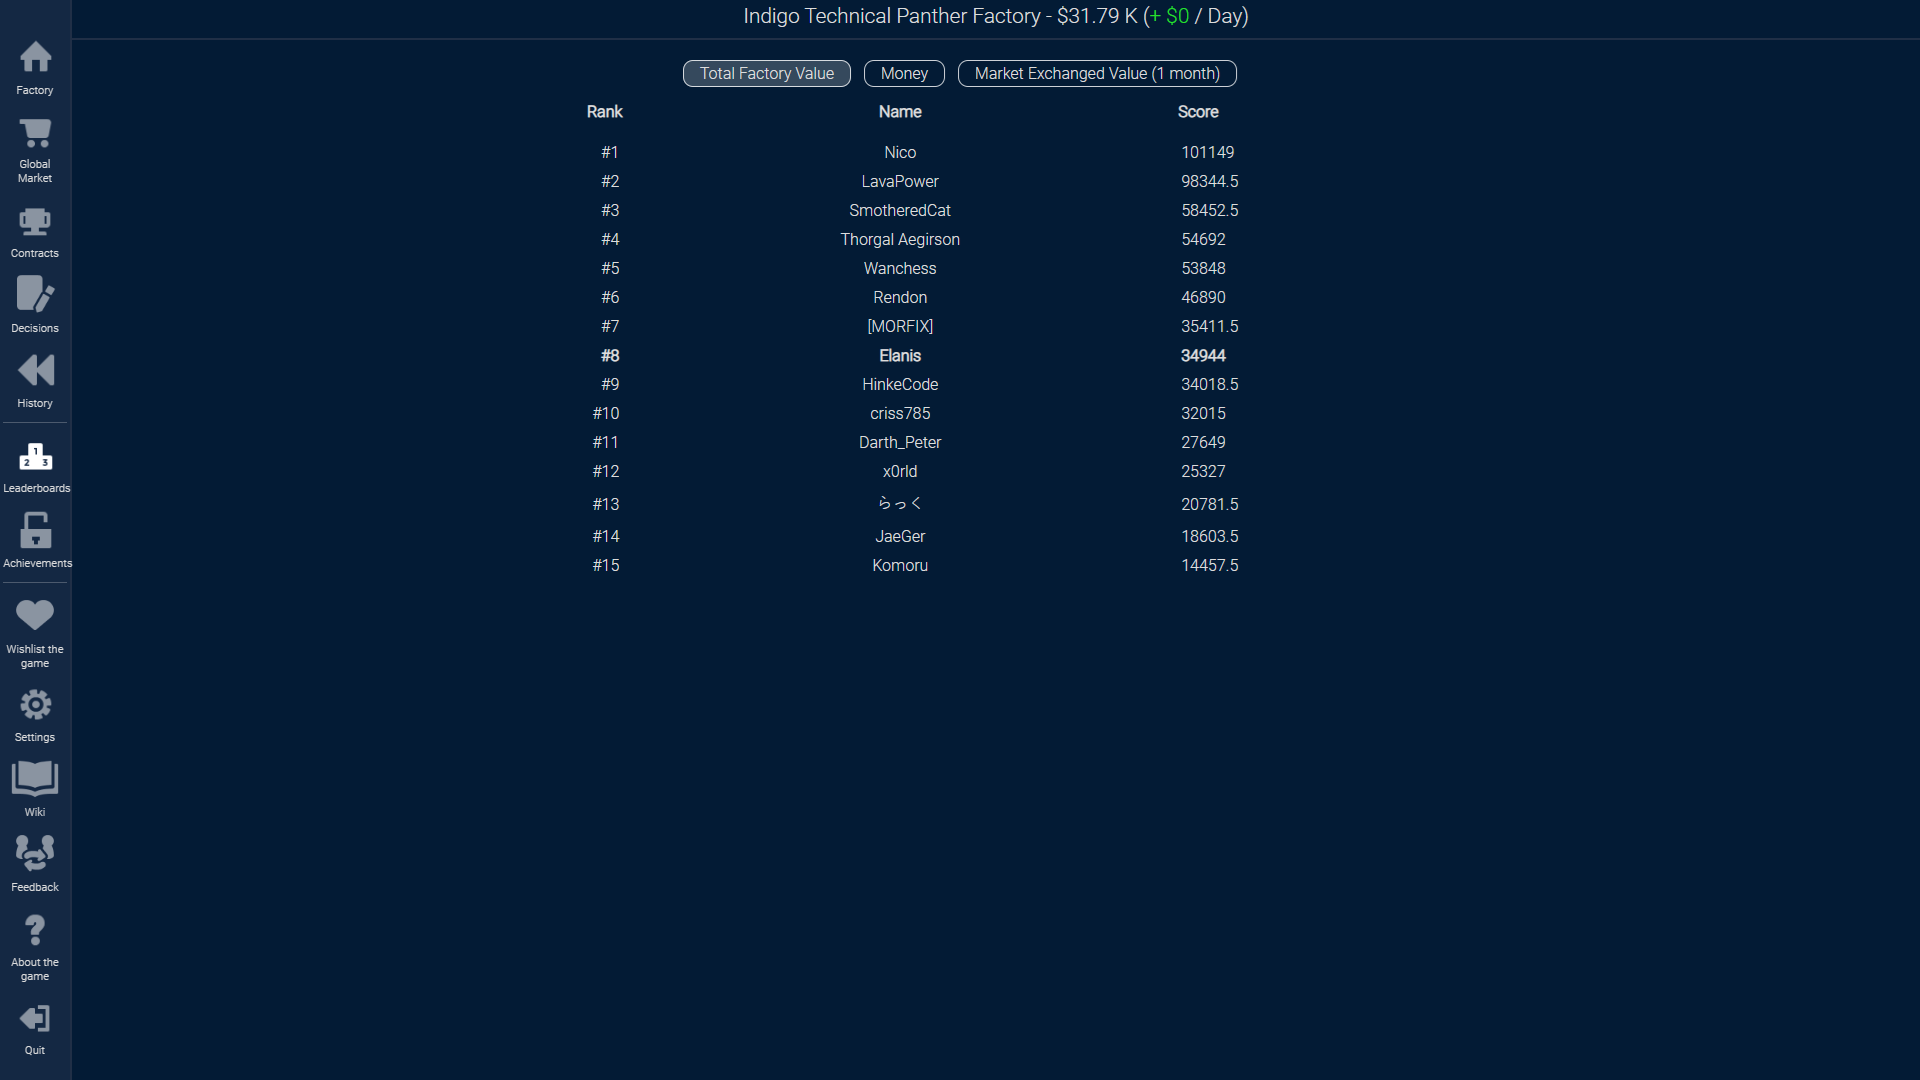 Indigo Technical Panther Factory - $31.79 K (+ $0 / Day)
Factory
Global
Market
Contracts
Decisions
History
Leaderboards
Achievements
Wishlist the
game
Settings
Wiki
Feedback
About the
game
Quit
Total Factory Value Money Market Exchanged Value (1 month)
Rank Name Score
#1 Nico 101149
#2 LavaPower 98344.5
#3 SmotheredCat 58452.5
#4 Thorgal Aegirson 54692
#5 Wanchess 53848
#6 Rendon 46890
#7 [MORFIX] 35411.5
#8 Elanis 34944
#9 HinkeCode 34018.5
#10 criss785 32015
#11 Darth_Peter 27649
#12 x0rld 25327
#13 らっく 20781.5
#14 JaeGer 18603.5
#15 Komoru 14457.5